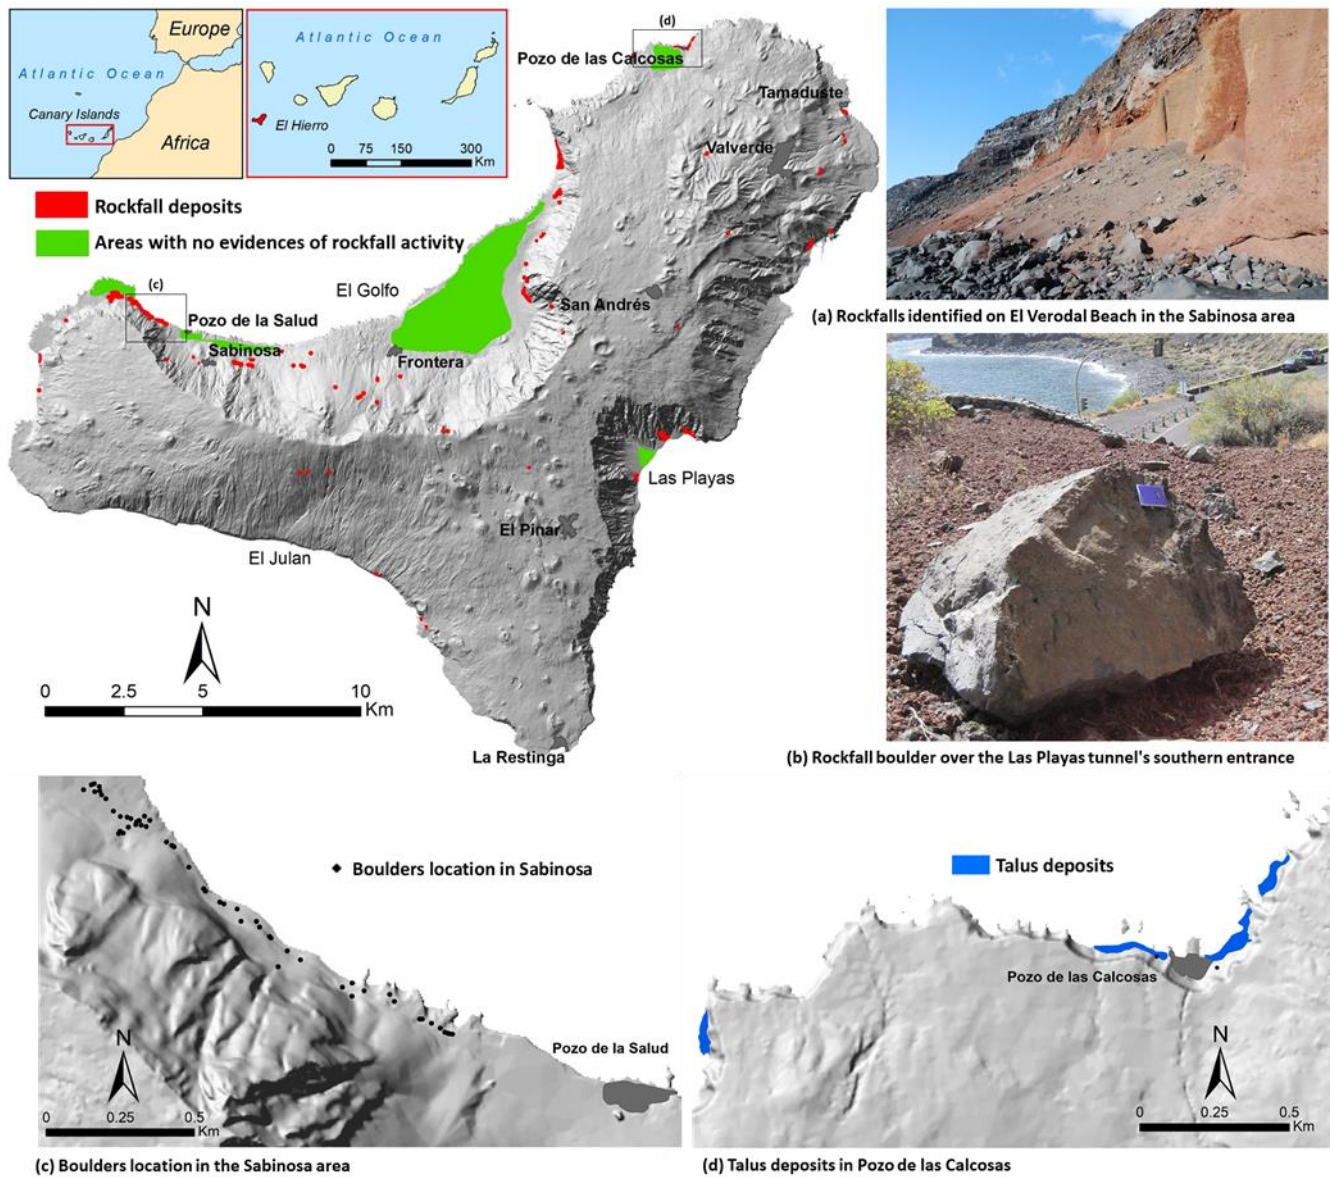 Europe
Atlantic Ocean
Canary Islands
Africa
Atlantic Ocean
El Hierro
0 75 150 300
Km
Rockfall deposits
Areas with no evidences of rockfall activity
(d)
Pozo de las Calcosas
Tamaduste
Valverde
El Golfo
(c)
San Andrés
Pozo de la Salud
Sabinosa
Frontera
Las Playas
El Pinar
El Julan
N
0 2.5 5 10
Km
La Restinga
(a) Rockfalls identified on El Verodal Beach in the Sabinosa area
(b) Rockfall boulder over the Las Playas tunnel's southern entrance
Boulders location in Sabinosa
Pozo de la Salud
N
0 0.25 0.5
Km
(c) Boulders location in the Sabinosa area
Talus deposits
Pozo de las Calcosas
N
0 0.25 0.5
Km
(d) Talus deposits in Pozo de las Calcosas